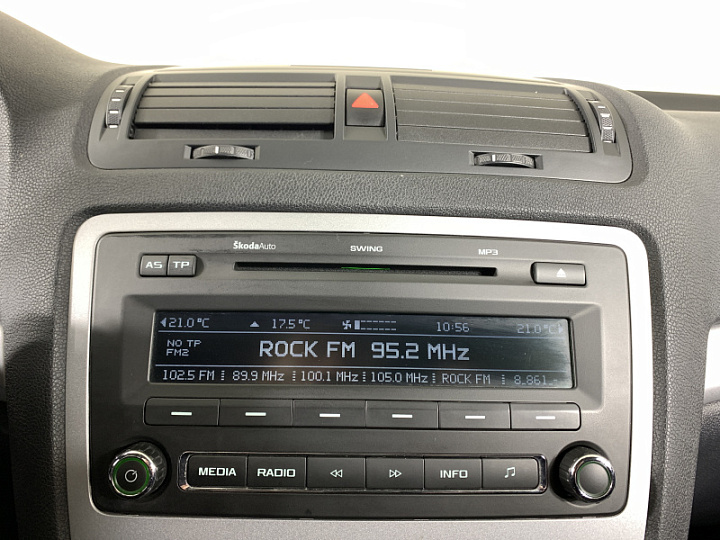 ŠkodaAuto SWING MP3
AS TP
21.0°C 17.5°C 10:56 21.0°C
NO TP
FM2
ROCK FM 95.2 MHz
102.5 FM 89.9 MHz 100.1 MHz 105.0 MHz ROCK FM 8.861
MEDIA RADIO INFO